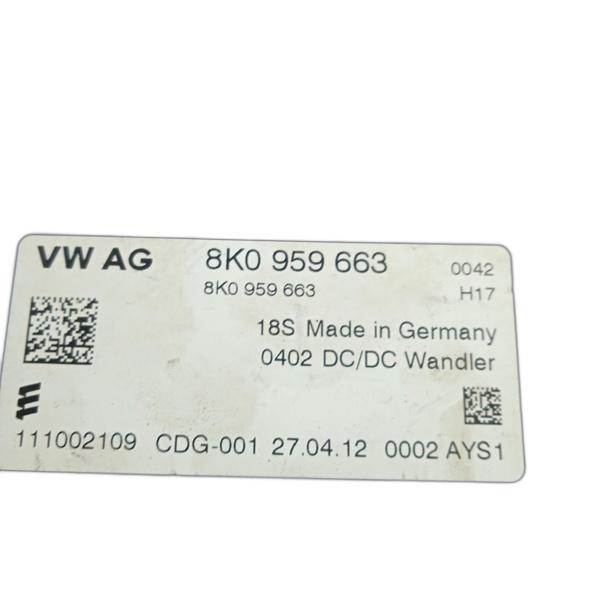 VW AG 8K0 959 663 0042
8K0 959 663 H17
18S Made in Germany
0402 DC/DC Wandler
111002109 CDG-001 27.04.12 0002 AYS1